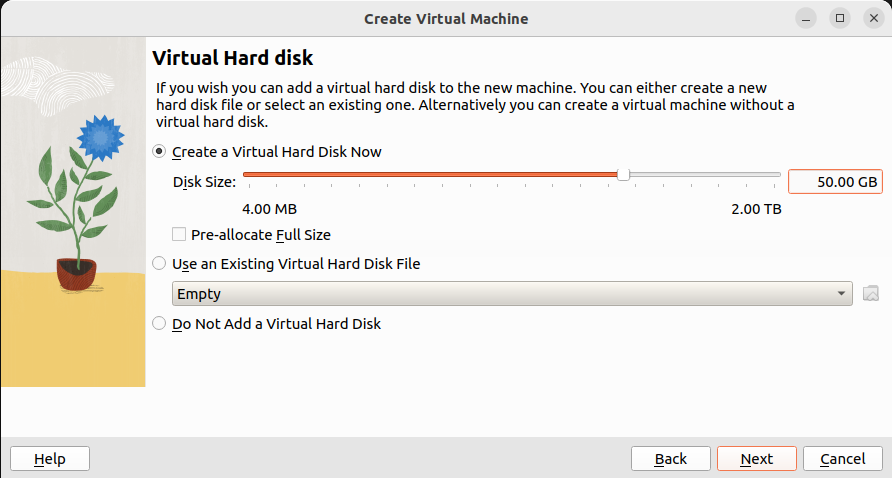 Create Virtual Machine
Virtual Hard disk
If you wish you can add a virtual hard disk to the new machine. You can either create a new
hard disk file or select an existing one. Alternatively you can create a virtual machine without a
virtual hard disk.
Create a Virtual Hard Disk Now
Disk Size:
50.00 GB
4.00 MB
2.00 TB
Pre-allocate Full Size
Use an Existing Virtual Hard Disk File
Empty
Do Not Add a Virtual Hard Disk
Help
Back
Next
Cancel